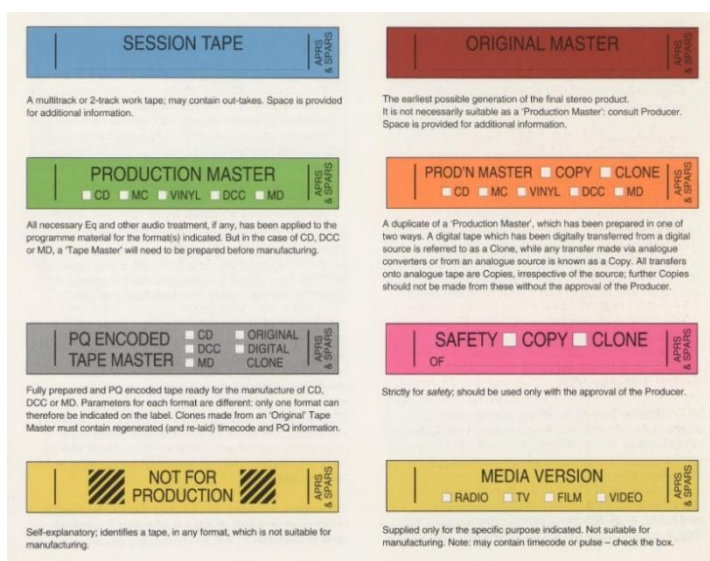 SESSION TAPE
APRS
& SPARS
A multitrack or 2-track work tape; may contain out-takes. Space is provided
for additional information.
ORIGINAL MASTER
APRS
& SPARS
The earliest possible generation of the final stereo product.
It is not necessarily suitable as a 'Production Master': consult Producer.
Space is provided for additional information.
PRODUCTION MASTER
CD MC VINYL DCC MD
APRS
& SPARS
All necessary Eq and other audio treatment, if any, has been applied to the
programme material for the format(s) indicated. But in the case of CD, DCC
or MD, a 'Tape Master' will need to be prepared before manufacturing.
PROD'N MASTER COPY CLONE
CD MC VINYL DCC MD
APRS
& SPARS
A duplicate of a 'Production Master', which has been prepared in one of
two ways. A digital tape which has been digitally transferred from a digital
source is referred to as a Clone, while any transfer made via analogue
converters or from an analogue source is known as a Copy. All transfers
onto analogue tape are Copies, irrespective of the source; further Copies
should not be made from these without the approval of the Producer.
PQ ENCODED
TAPE MASTER
CD
DCC
MD
ORIGINAL
DIGITAL
CLONE
APRS
& SPARS
Fully prepared and PQ encoded tape ready for the manufacture of CD,
DCC or MD. Parameters for each format are different: only one format can
therefore be indicated on the label. Clones made from an 'Original' Tape
Master must contain regenerated (and re-laid) timecode and PQ information.
SAFETY COPY CLONE
OF
APRS
& SPARS
Strictly for safety; should be used only with the approval of the Producer.
NOT FOR
PRODUCTION
APRS
& SPARS
Self-explanatory; identifies a tape, in any format, which is not suitable for
manufacturing.
MEDIA VERSION
RADIO TV FILM VIDEO
APRS
& SPARS
Supplied only for the specific purpose indicated. Not suitable for
manufacturing. Note: may contain timecode or pulse – check the box.